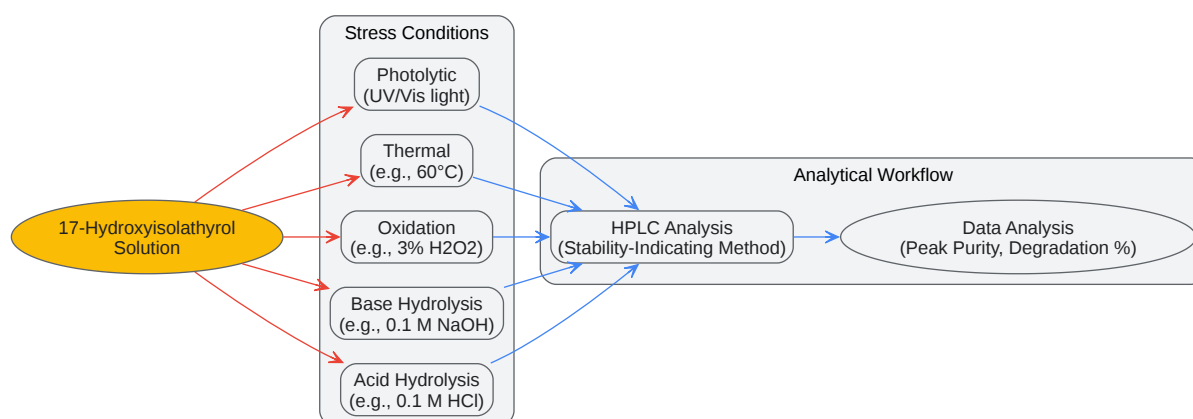 17-Hydroxyisolathyrol
Solution
Stress Conditions
Photolytic
(UV/Vis light)
Thermal
(e.g., 60°C)
Oxidation
(e.g., 3% H2O2)
Base Hydrolysis
(e.g., 0.1 M NaOH)
Acid Hydrolysis
(e.g., 0.1 M HCl)
Analytical Workflow
HPLC Analysis
(Stability-Indicating Method)
Data Analysis
(Peak Purity, Degradation %)